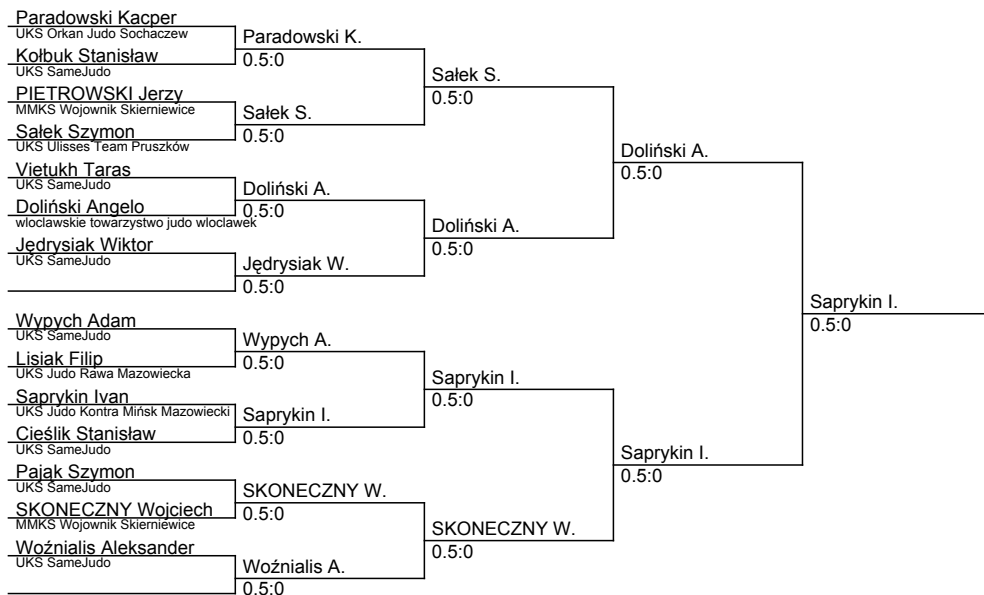 Paradowski Kacper
UKS Orkan Judo Sochaczew
Kołbuk Stanisław
UKS SameJudo
PIETROWSKI Jerzy
MMKS Wojownik Skierniewice
Sałek Szymon
UKS Ulisses Team Pruszków
Vietukh Taras
UKS SameJudo
Doliński Angelo
wloclawskie towarzystwo judo wloclawek
Jędrysiak Wiktor
UKS SameJudo
Wypych Adam
UKS SameJudo
Lisiak Filip
UKS Judo Rawa Mazowiecka
Saprykin Ivan
UKS Judo Kontra Mińsk Mazowiecki
Cieślik Stanisław
UKS SameJudo
Pająk Szymon
UKS SameJudo
SKONECZNY Wojciech
MMKS Wojownik Skierniewice
Woźnialis Aleksander
UKS SameJudo
Paradowski K.
0.5:0
Sałek S.
0.5:0
Doliński A.
0.5:0
Jędrysiak W.
0.5:0
Wypych A.
0.5:0
Saprykin I.
0.5:0
SKONECZNY W.
0.5:0
Woźnialis A.
0.5:0
Sałek S.
0.5:0
Doliński A.
0.5:0
Saprykin I.
0.5:0
SKONECZNY W.
0.5:0
Doliński A.
0.5:0
Saprykin I.
0.5:0
Saprykin I.
0.5:0